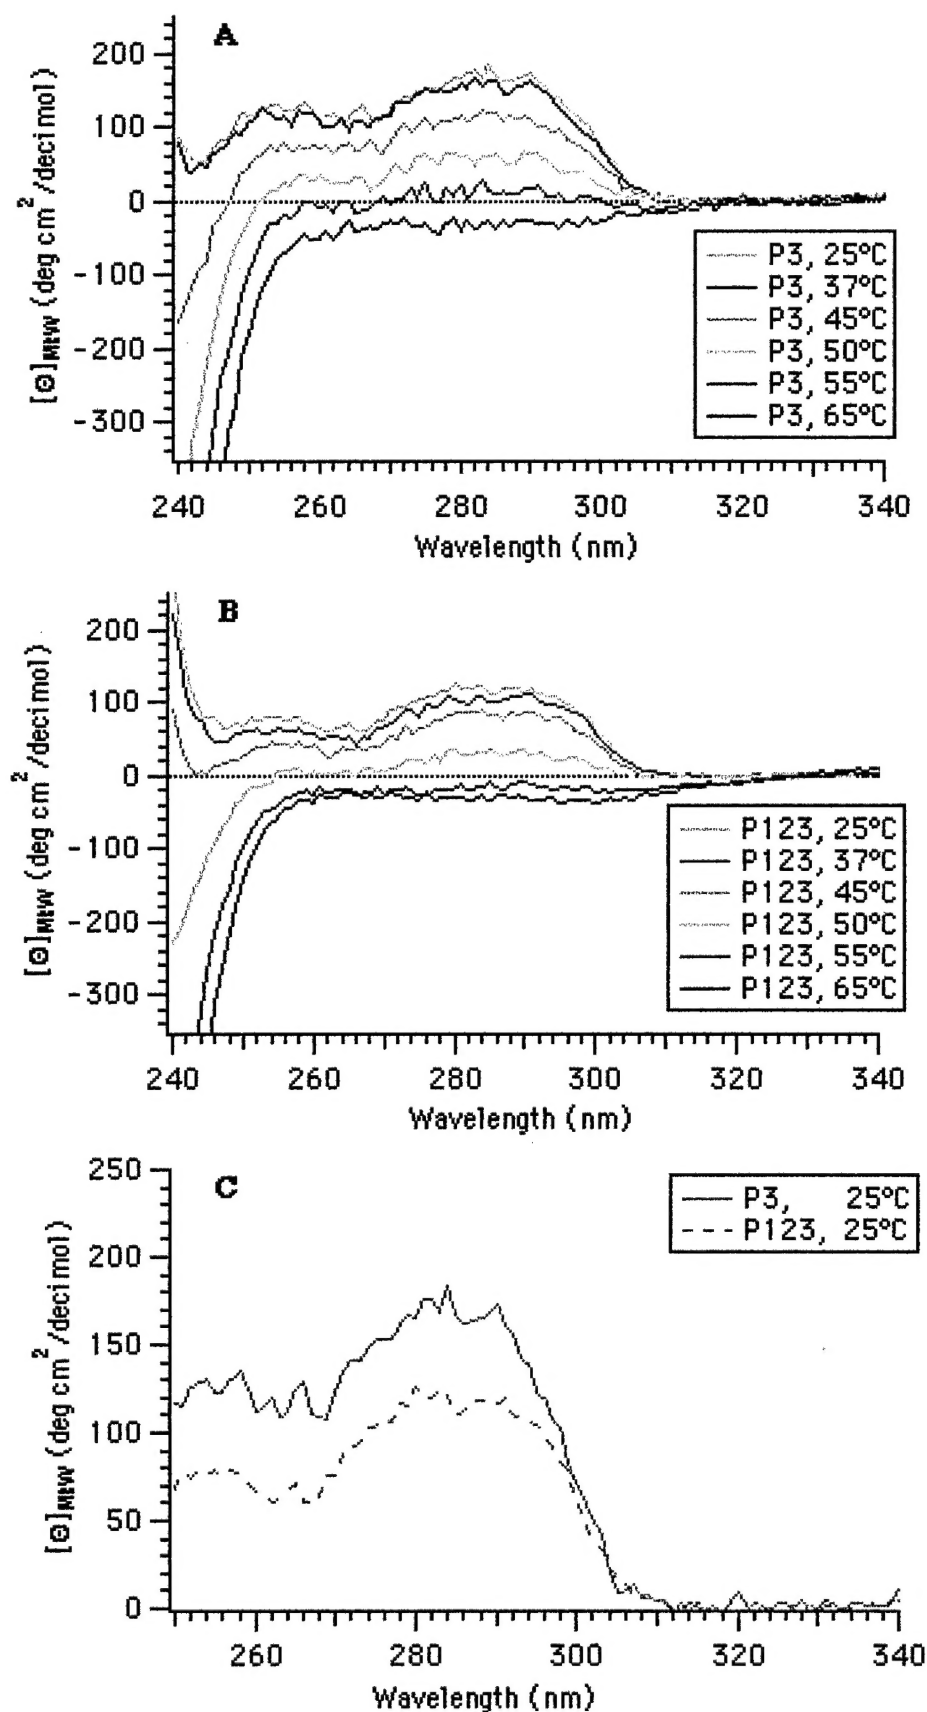 A
200
100
0
-100
-200
-300
[Θ]MRW (deg cm2/decimol)
P3, 25°C
P3, 37°C
P3, 45°C
P3, 50°C
P3, 55°C
P3, 65°C
240 260 280 300 320 340
Wavelength (nm)
B
200
100
0
-100
-200
-300
[Θ]MRW (deg cm2/decimol)
P123, 25°C
P123, 37°C
P123, 45°C
P123, 50°C
P123, 55°C
P123, 65°C
240 260 280 300 320 340
Wavelength (nm)
C
250
200
150
100
50
0
[Θ]MRW (deg cm2/decimol)
P3, 25°C
P123, 25°C
260 280 300 320 340
Wavelength (nm)